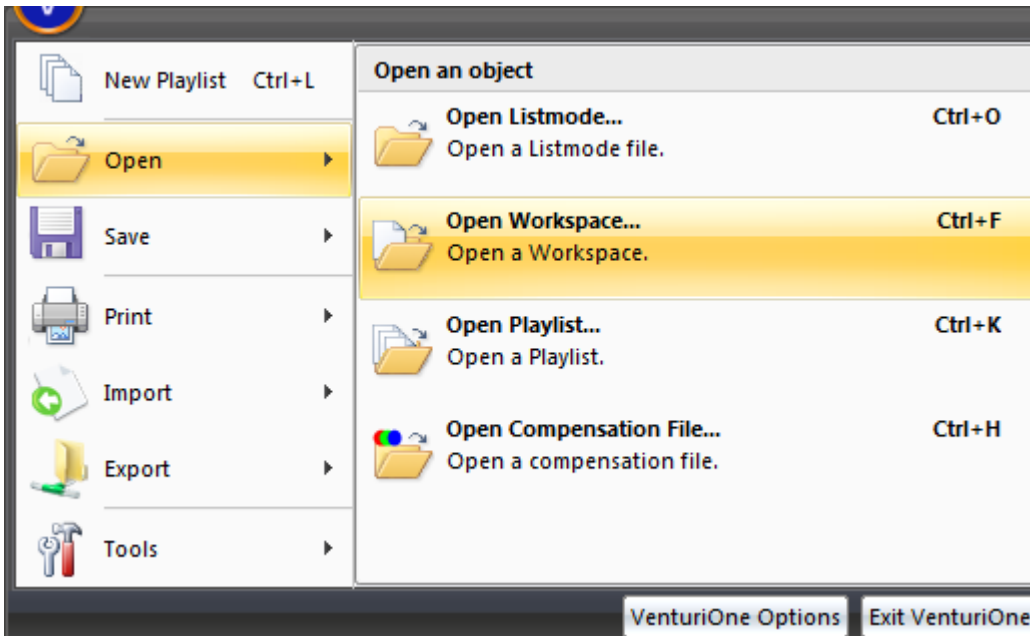 V
New Playlist Ctrl+L
Open
Save
Print
Import
Export
Tools
Open an object
Open Listmode... Ctrl+O
Open a Listmode file.
Open Workspace... Ctrl+F
Open a Workspace.
Open Playlist... Ctrl+K
Open a Playlist.
Open Compensation File... Ctrl+H
Open a compensation file.
VenturiOne Options Exit VenturiOne